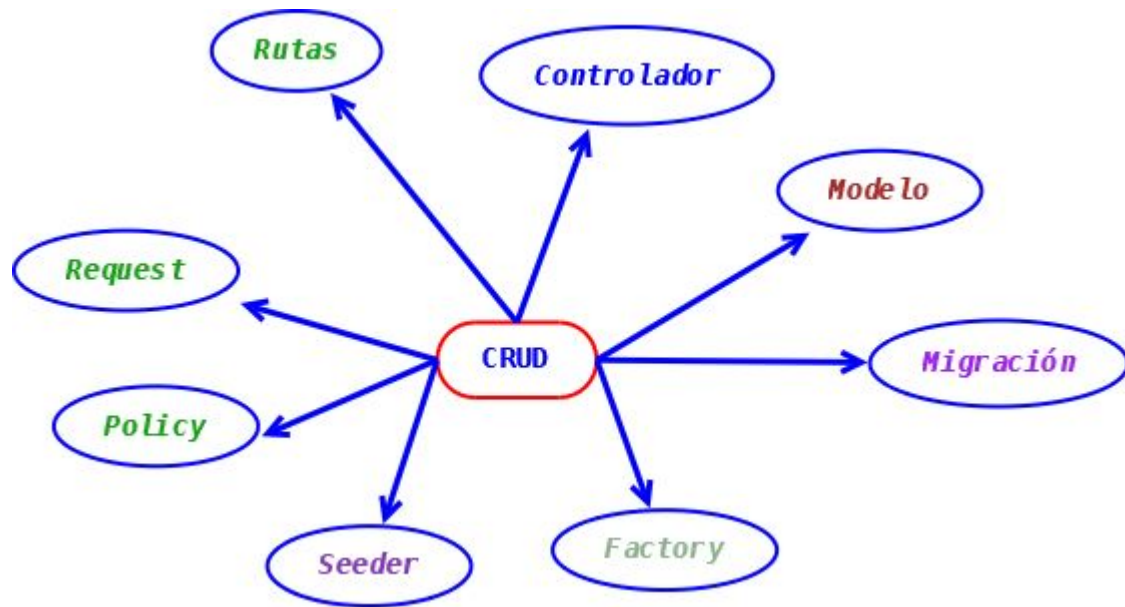 Rutas
Controlador
Modelo
Request
CRUD
Migración
Policy
Seeder
Factory